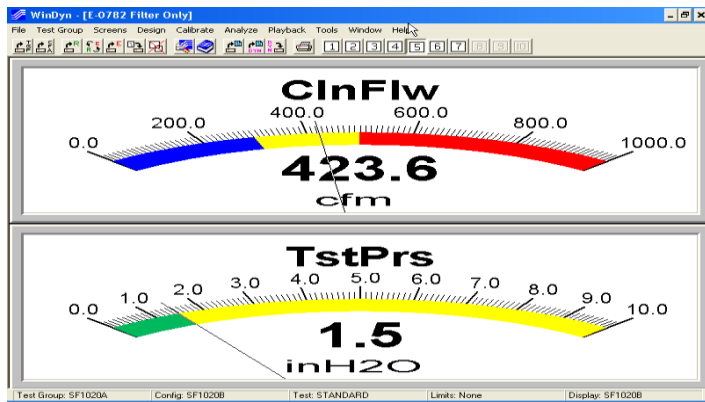 WinDyn - [E-0782 Filter Only]
File Test Group Screens Design Calibrate Analyze Playback Tools Window Help
1 2 3 4 5 6 7 8 9 10
ClnFlw
0.0 200.0 400.0 600.0 800.0 1000.0
423.6
cfm
TstPrs
0.0 1.0 2.0 3.0 4.0 5.0 6.0 7.0 8.0 9.0 10.0
1.5
inH2O
Test Group: SF1020A Config: SF1020B Test: STANDARD Limits: None Display: SF1020B